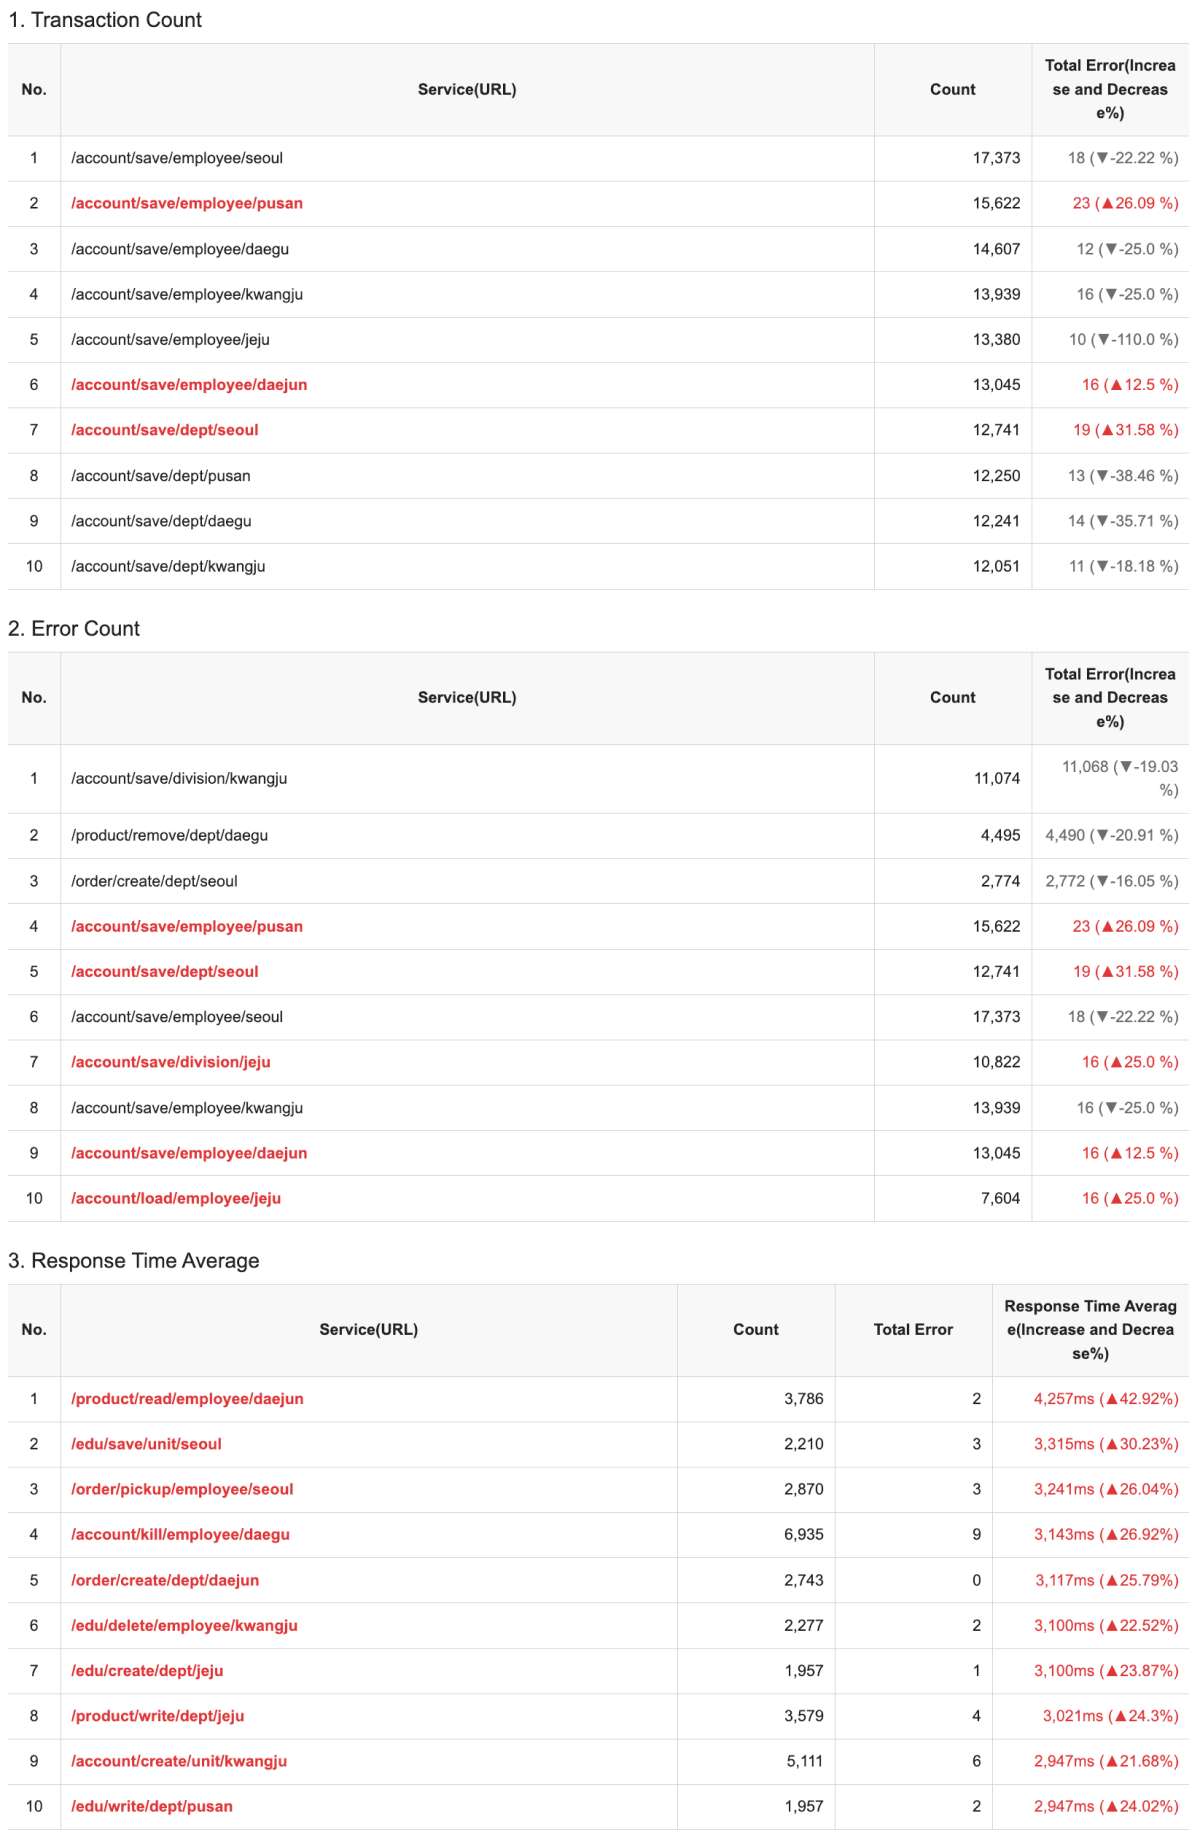 1. Transaction Count
No. Service(URL) Count Total Error(Increa
se and Decreas
e%)
1 /account/save/employee/seoul 17,373 18 (▼-22.22 %)
2 /account/save/employee/pusan 15,622 23 (▲26.09 %)
3 /account/save/employee/daegu 14,607 12 (▼-25.0 %)
4 /account/save/employee/kwangju 13,939 16 (▼-25.0 %)
5 /account/save/employee/jeju 13,380 10 (▼-110.0 %)
6 /account/save/employee/daejun 13,045 16 (▲12.5 %)
7 /account/save/dept/seoul 12,741 19 (▲31.58 %)
8 /account/save/dept/pusan 12,250 13 (▼-38.46 %)
9 /account/save/dept/daegu 12,241 14 (▼-35.71 %)
10 /account/save/dept/kwangju 12,051 11 (▼-18.18 %)
2. Error Count
No. Service(URL) Count Total Error(Increa
se and Decreas
e%)
1 /account/save/division/kwangju 11,074 11,068 (▼-19.03
%)
2 /product/remove/dept/daegu 4,495 4,490 (▼-20.91 %)
3 /order/create/dept/seoul 2,774 2,772 (▼-16.05 %)
4 /account/save/employee/pusan 15,622 23 (▲26.09 %)
5 /account/save/dept/seoul 12,741 19 (▲31.58 %)
6 /account/save/employee/seoul 17,373 18 (▼-22.22 %)
7 /account/save/division/jeju 10,822 16 (▲25.0 %)
8 /account/save/employee/kwangju 13,939 16 (▼-25.0 %)
9 /account/save/employee/daejun 13,045 16 (▲12.5 %)
10 /account/load/employee/jeju 7,604 16 (▲25.0 %)
3. Response Time Average
No. Service(URL) Count Total Error Response Time Averag
e(Increase and Decrea
se%)
1 /product/read/employee/daejun 3,786 2 4,257ms (▲42.92%)
2 /edu/save/unit/seoul 2,210 3 3,315ms (▲30.23%)
3 /order/pickup/employee/seoul 2,870 3 3,241ms (▲26.04%)
4 /account/kill/employee/daegu 6,935 9 3,143ms (▲26.92%)
5 /order/create/dept/daejun 2,743 0 3,117ms (▲25.79%)
6 /edu/delete/employee/kwangju 2,277 2 3,100ms (▲22.52%)
7 /edu/create/dept/jeju 1,957 1 3,100ms (▲23.87%)
8 /product/write/dept/jeju 3,579 4 3,021ms (▲24.3%)
9 /account/create/unit/kwangju 5,111 6 2,947ms (▲21.68%)
10 /edu/write/dept/pusan 1,957 2 2,947ms (▲24.02%)